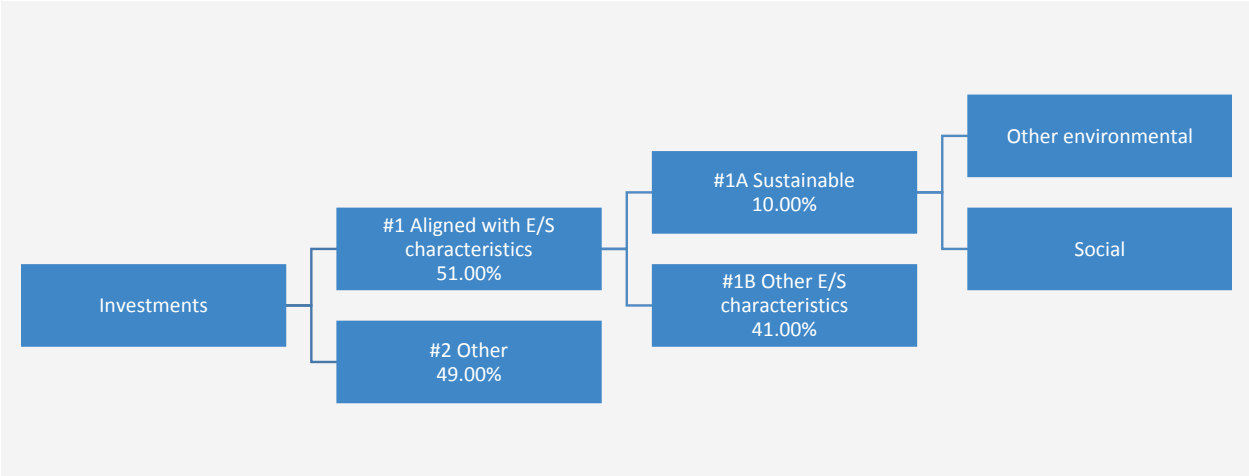 Investments
#1 Aligned with E/S
characteristics
51.00%
#2 Other
49.00%
#1A Sustainable
10.00%
#1B Other E/S
characteristics
41.00%
Other environmental
Social